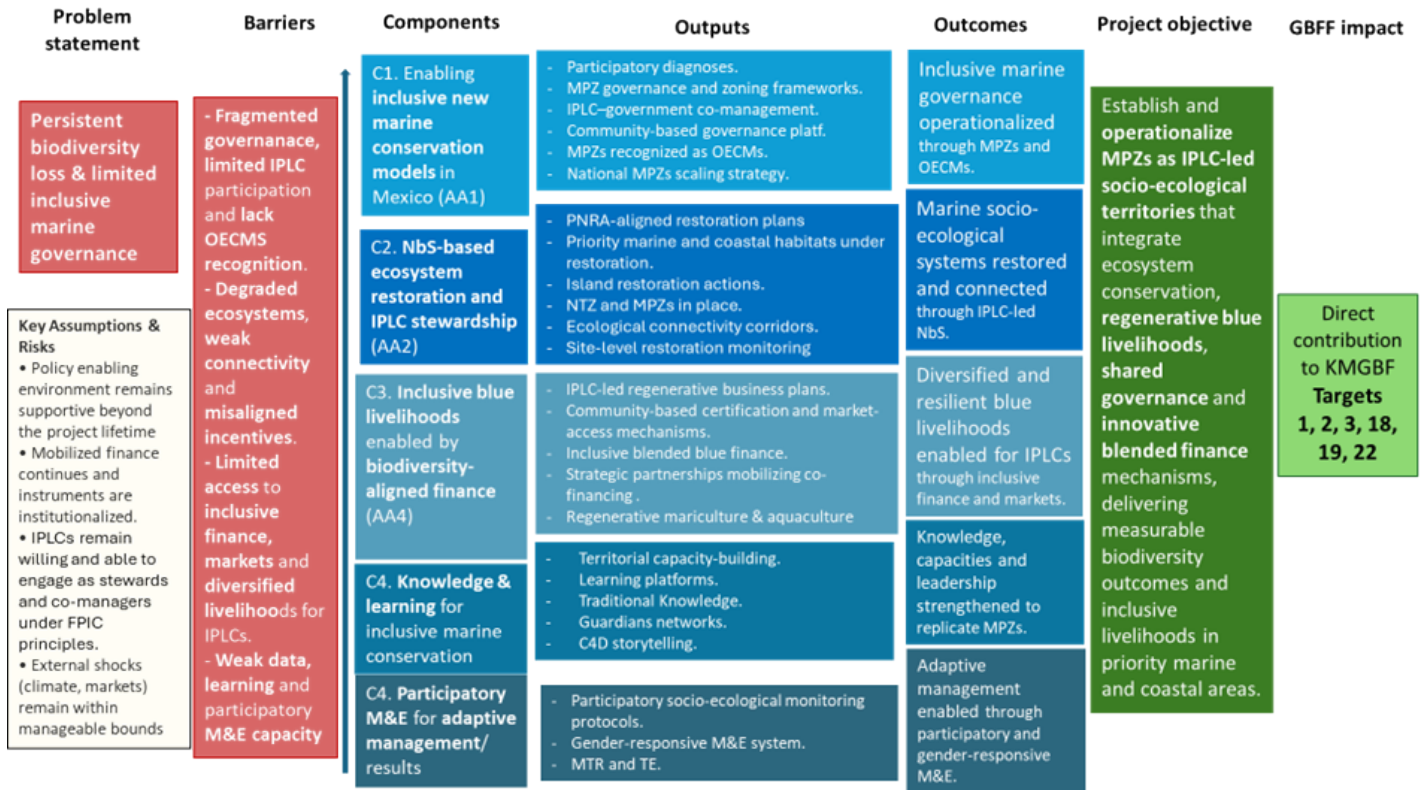 Problem
statement
Barriers
Components
Outputs
Outcomes
Project objective
GBFF impact
Persistent
biodiversity
loss & limited
inclusive
marine
governance
Key Assumptions &
Risks
• Policy enabling
environment remains
supportive beyond
the project lifetime
• Mobilized finance
continues and
instruments are
institutionalized.
• IPLCs remain
willing and able to
engage as stewards
and co-managers
under FPIC
principles.
• External shocks
(climate, markets)
remain within
manageable bounds
- Fragmented
governanace,
limited IPLC
participation
and lack
OECMS
recognition.
- Degraded
ecosystems,
weak
connectivity
and
misaligned
incentives.
- Limited
access to
inclusive
finance,
markets and
diversified
livelihoods for
IPLCs.
- Weak data,
learning and
participatory
M&E capacity
C1. Enabling
inclusive new
marine
conservation
models in
Mexico (AA1)
C2. NbS-based
ecosystem
restoration and
IPLC stewardship
(AA2)
C3. Inclusive blue
livelihoods
enabled by
biodiversity-
aligned finance
(AA4)
C4. Knowledge &
learning for
inclusive marine
conservation
C4. Participatory
M&E for adaptive
management/
results
- Participatory diagnoses.
- MPZ governance and zoning frameworks.
- IPLC–government co-management.
- Community-based governance platf.
- MPZs recognized as OECMs.
- National MPZs scaling strategy.
- PNRA-aligned restoration plans
- Priority marine and coastal habitats under
restoration.
- Island restoration actions.
- NTZ and MPZs in place.
- Ecological connectivity corridors.
- Site-level restoration monitoring
- IPLC-led regenerative business plans.
- Community-based certification and market-
access mechanisms.
- Inclusive blended blue finance.
- Strategic partnerships mobilizing co-
financing .
- Regenerative mariculture & aquaculture
- Territorial capacity-building.
- Learning platforms.
- Traditional Knowledge.
- Guardians networks.
- C4D storytelling.
- Participatory socio-ecological monitoring
protocols.
- Gender-responsive M&E system.
- MTR and TE.
Inclusive marine
governance
operationalized
through MPZs and
OECMs.
Marine socio-
ecological
systems restored
and connected
through IPLC-led
NbS.
Diversified and
resilient blue
livelihoods
enabled for IPLCs
through inclusive
finance and markets.
Knowledge,
capacities and
leadership
strengthened to
replicate MPZs.
Adaptive
management
enabled through
participatory and
gender-responsive
M&E.
Establish and
operationalize
MPZs as IPLC-led
socio-ecological
territories that
integrate
ecosystem
conservation,
regenerative blue
livelihoods,
shared
governance and
innovative
blended finance
mechanisms,
delivering
measurable
biodiversity
outcomes and
inclusive
livelihoods in
priority marine
and coastal areas.
Direct
contribution
to KMGBF
Targets
1, 2, 3, 18,
19, 22